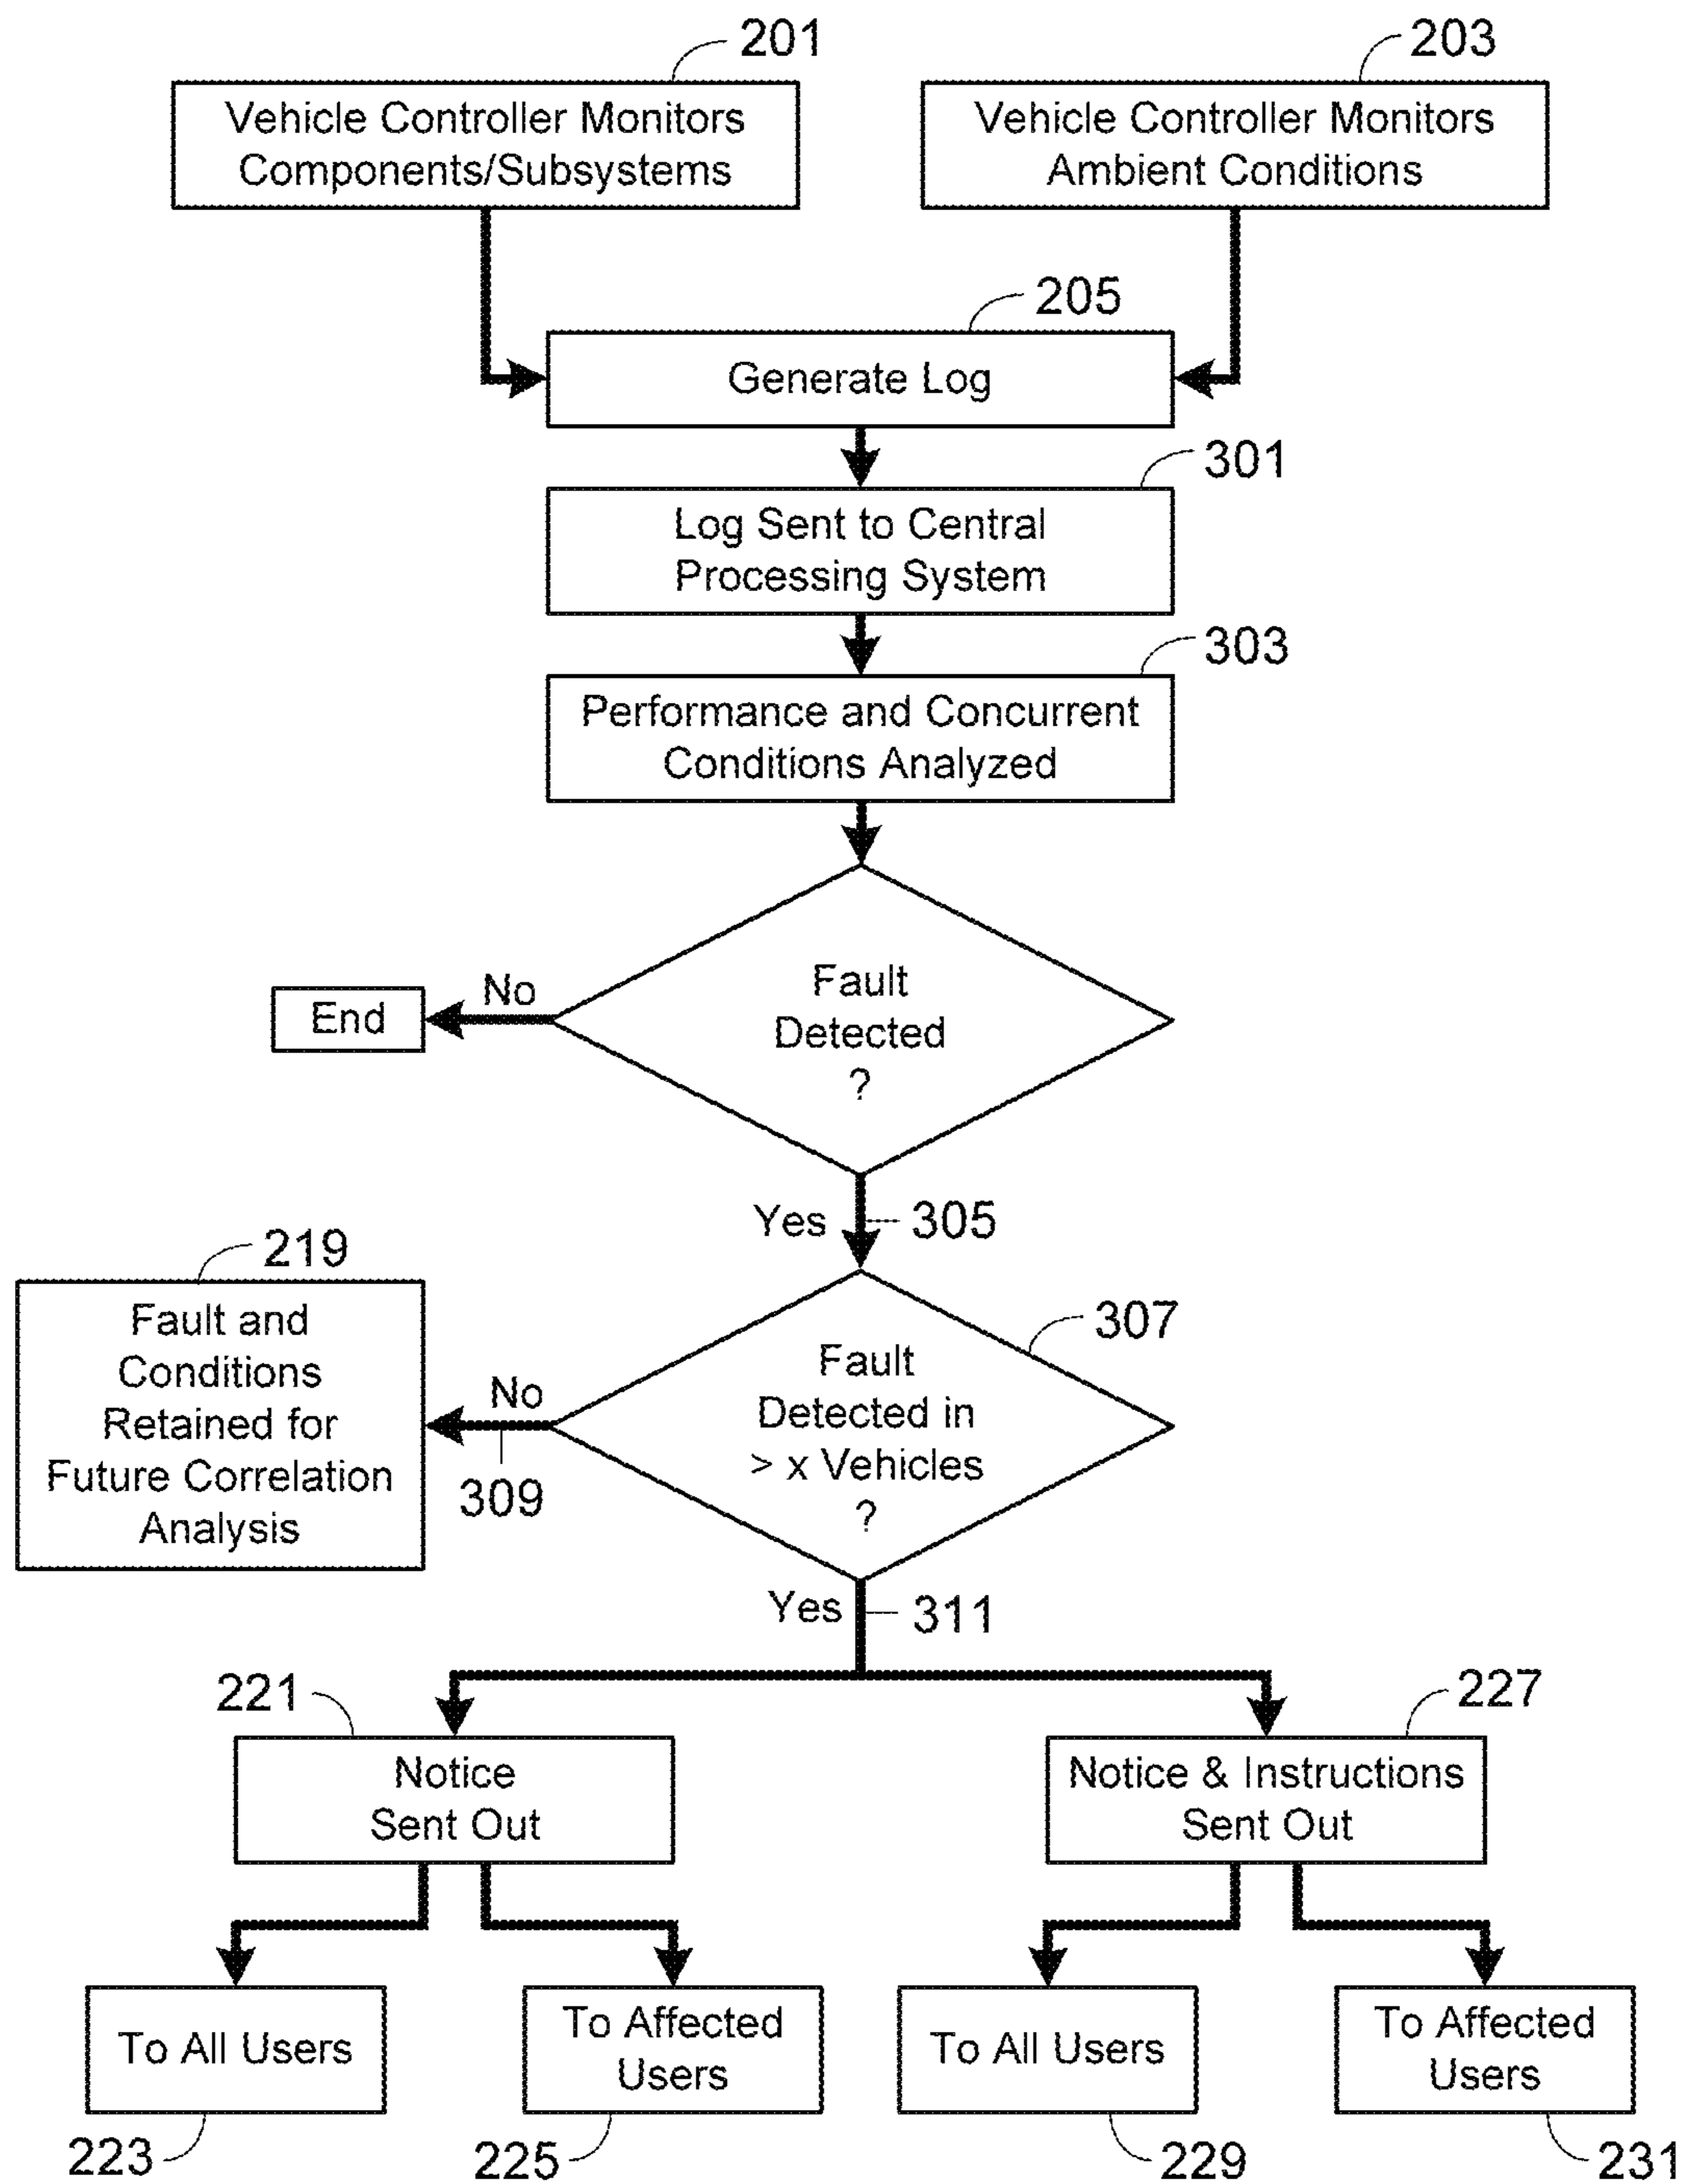 201
203
Vehicle Controller Monitors
Components/Subsystems
Vehicle Controller Monitors
Ambient Conditions
205
Generate Log
301
Log Sent to Central
Processing System
303
Performance and Concurrent
Conditions Analyzed
Fault
Detected
?
No
End
Yes
305
219
Fault and
Conditions
Retained for
Future Correlation
Analysis
307
Fault
Detected in
> x Vehicles
?
No
309
Yes
311
221
227
Notice
Sent Out
Notice & Instructions
Sent Out
To All Users
To Affected
Users
To All Users
To Affected
Users
223
225
229
231